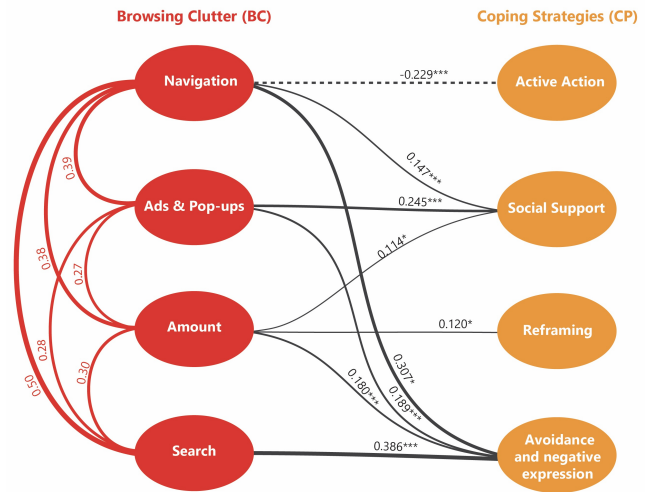 Browsing Clutter (BC)
Coping Strategies (CP)
Navigation
-0.229***
Active Action
0.39
0.147***
Ads & Pop-ups
0.245***
Social Support
0.38
0.27
0.114*
Amount
0.120*
Reframing
0.28
0.30
0.50
0.307*
0.180***
0.189***
Search
0.386***
Avoidance
and negative
expression